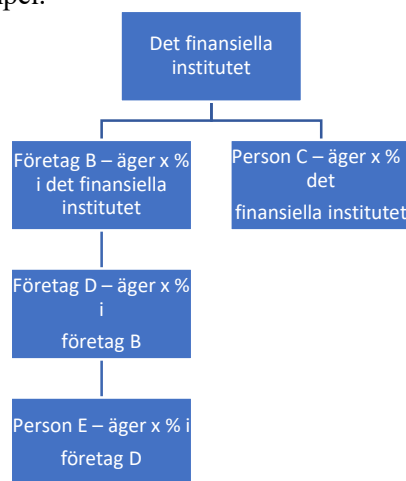 Det finansiella
institutet
Företag B – äger x %
i det finansiella
institutet
Person C – äger x %
det
finansiella institutet
Företag D – äger x %
i
företag B
Person E – äger x % i
företag D